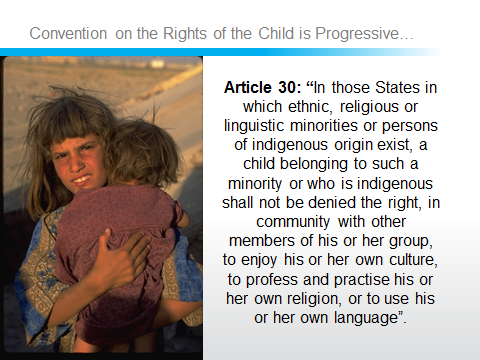 Convention on the Rights of the Child is Progressive…
Article 30: “In those States in
which ethnic, religious or
linguistic minorities or persons
of indigenous origin exist, a
child belonging to such a
minority or who is indigenous
shall not be denied the right, in
community with other
members of his or her group,
to enjoy his or her own culture,
to profess and practise his or
her own religion, or to use his
or her own language”.